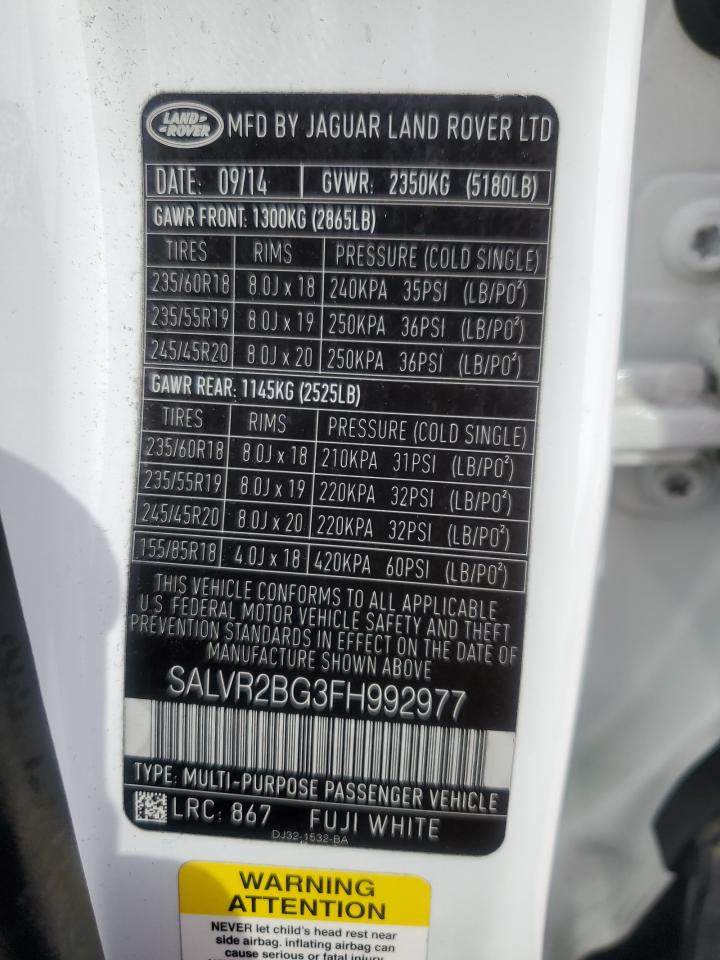 LAND ROVER MFD BY JAGUAR LAND ROVER LTD
DATE: 09/14 GVWR: 2350KG (5180LB)
GAWR FRONT: 1300KG (2865LB)
TIRES RIMS PRESSURE (COLD SINGLE)
235/60R18 8.0J x 18 240KPA 35PSI (LB/PO²)
235/55R19 8.0J x 19 250KPA 36PSI (LB/PO²)
245/45R20 8.0J x 20 250KPA 36PSI (LB/PO²)
GAWR REAR: 1145KG (2525LB)
TIRES RIMS PRESSURE (COLD SINGLE)
235/60R18 8.0J x 18 210KPA 31PSI (LB/PO²)
235/55R19 8.0J x 19 220KPA 32PSI (LB/PO²)
245/45R20 8.0J x 20 220KPA 32PSI (LB/PO²)
155/85R18 4.0J x 18 420KPA 60PSI (LB/PO²)
THIS VEHICLE CONFORMS TO ALL APPLICABLE
U.S FEDERAL MOTOR VEHICLE SAFETY AND THEFT
PREVENTION STANDARDS IN EFFECT ON THE DATE OF
MANUFACTURE SHOWN ABOVE
SALVR2BG3FH992977
TYPE: MULTI-PURPOSE PASSENGER VEHICLE
LRC: 867 FUJI WHITE
DJ32-1532-BA
WARNING
ATTENTION
NEVER let child's head rest near
side airbag. inflating airbag can
cause serious or fatal injury